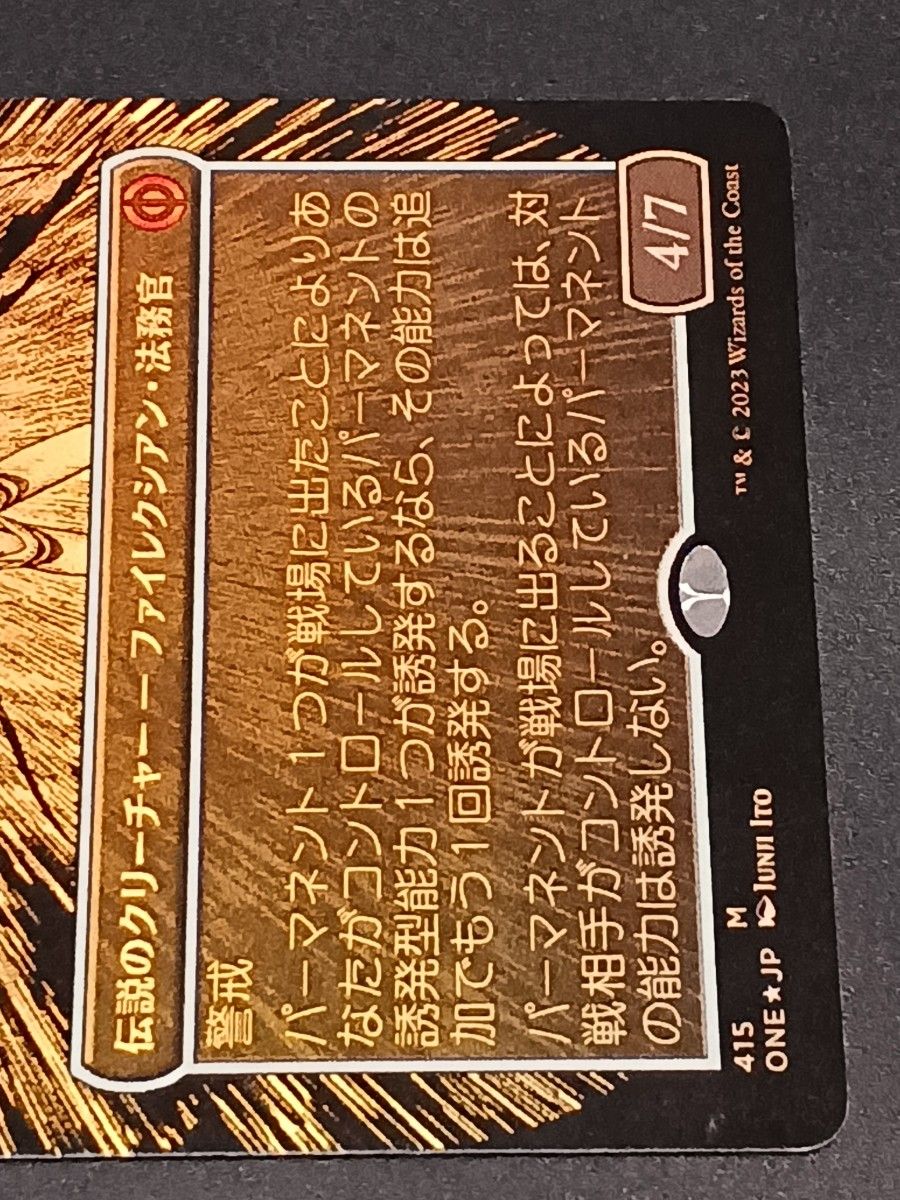 伝説のクリーチャー — ファイレクシアン・法務官
警戒
パーマネント１つが戦場に出たことによりあ
なたがコントロールしているパーマネントの
誘発型能力１つが誘発するなら、その能力は追
加でもう１回誘発する。
パーマネントが戦場に出ることによっては、対
戦相手がコントロールしているパーマネント
の能力は誘発しない。
4/7
415 M
ONE★JP Junji Ito
™ & © 2023 Wizards of the Coast